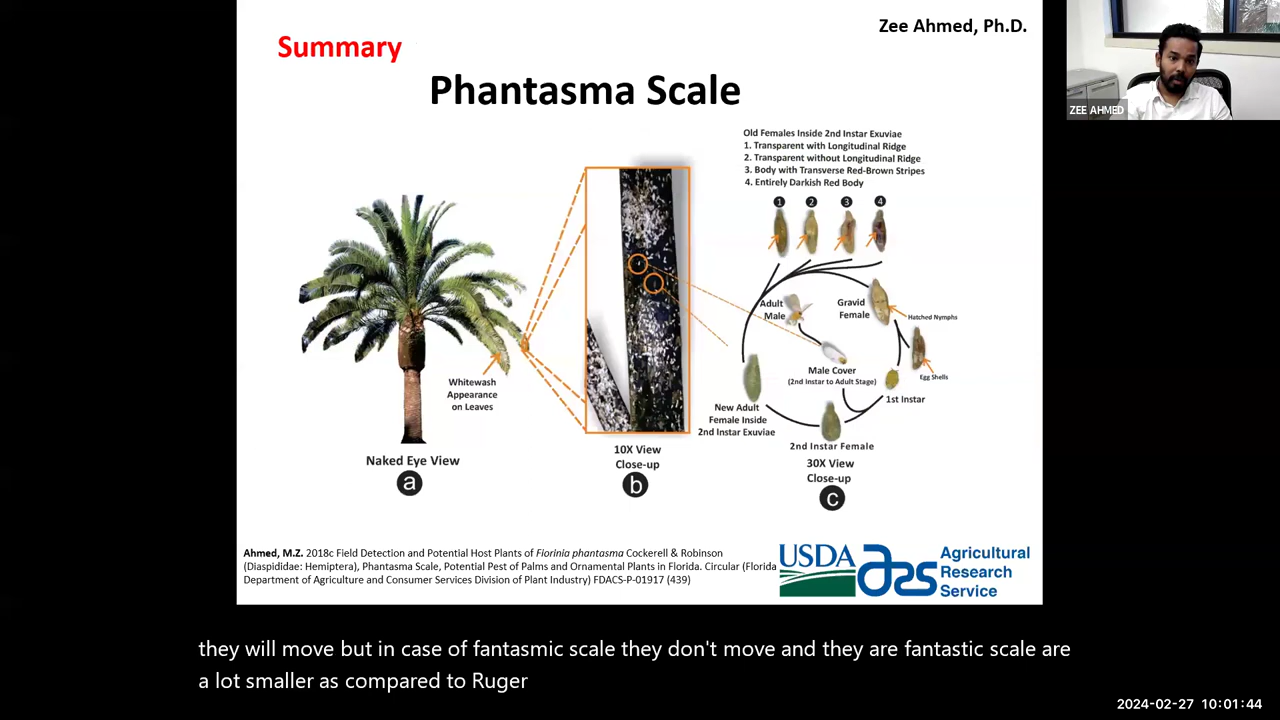 Zee Ahmed, Ph.D.
Summary
Phantasma Scale
ZEE AHMED
Old Females Inside 2nd Instar Exuviae
1. Transparent with Longitudinal Ridge
2. Transparent without Longitudinal Ridge
3. Body with Transverse Red-Brown Stripes
4. Entirely Darkish Red Body
1 2 3 4
Adult
Male
Gravid
Female
Hatched Nymphs
Male Cover
(2nd Instar to Adult Stage)
Egg Shells
1st Instar
New Adult
Female Inside
2nd Instar Exuviae
2nd Instar Female
Whitewash
Appearance
on Leaves
Naked Eye View
a
10X View
Close-up
b
30X View
Close-up
c
Ahmed, M.Z. 2018c Field Detection and Potential Host Plants of Fiorinia phantasma Cockerell & Robinson
(Diaspididae: Hemiptera), Phantasma Scale, Potential Pest of Palms and Ornamental Plants in Florida. Circular (Florida
Department of Agriculture and Consumer Services Division of Plant Industry) FDACS-P-01917 (439)
USDA
ars
Agricultural
Research
Service
they will move but in case of fantasmic scale they don't move and they are fantastic scale are
a lot smaller as compared to Ruger
2024-02-27 10:01:44